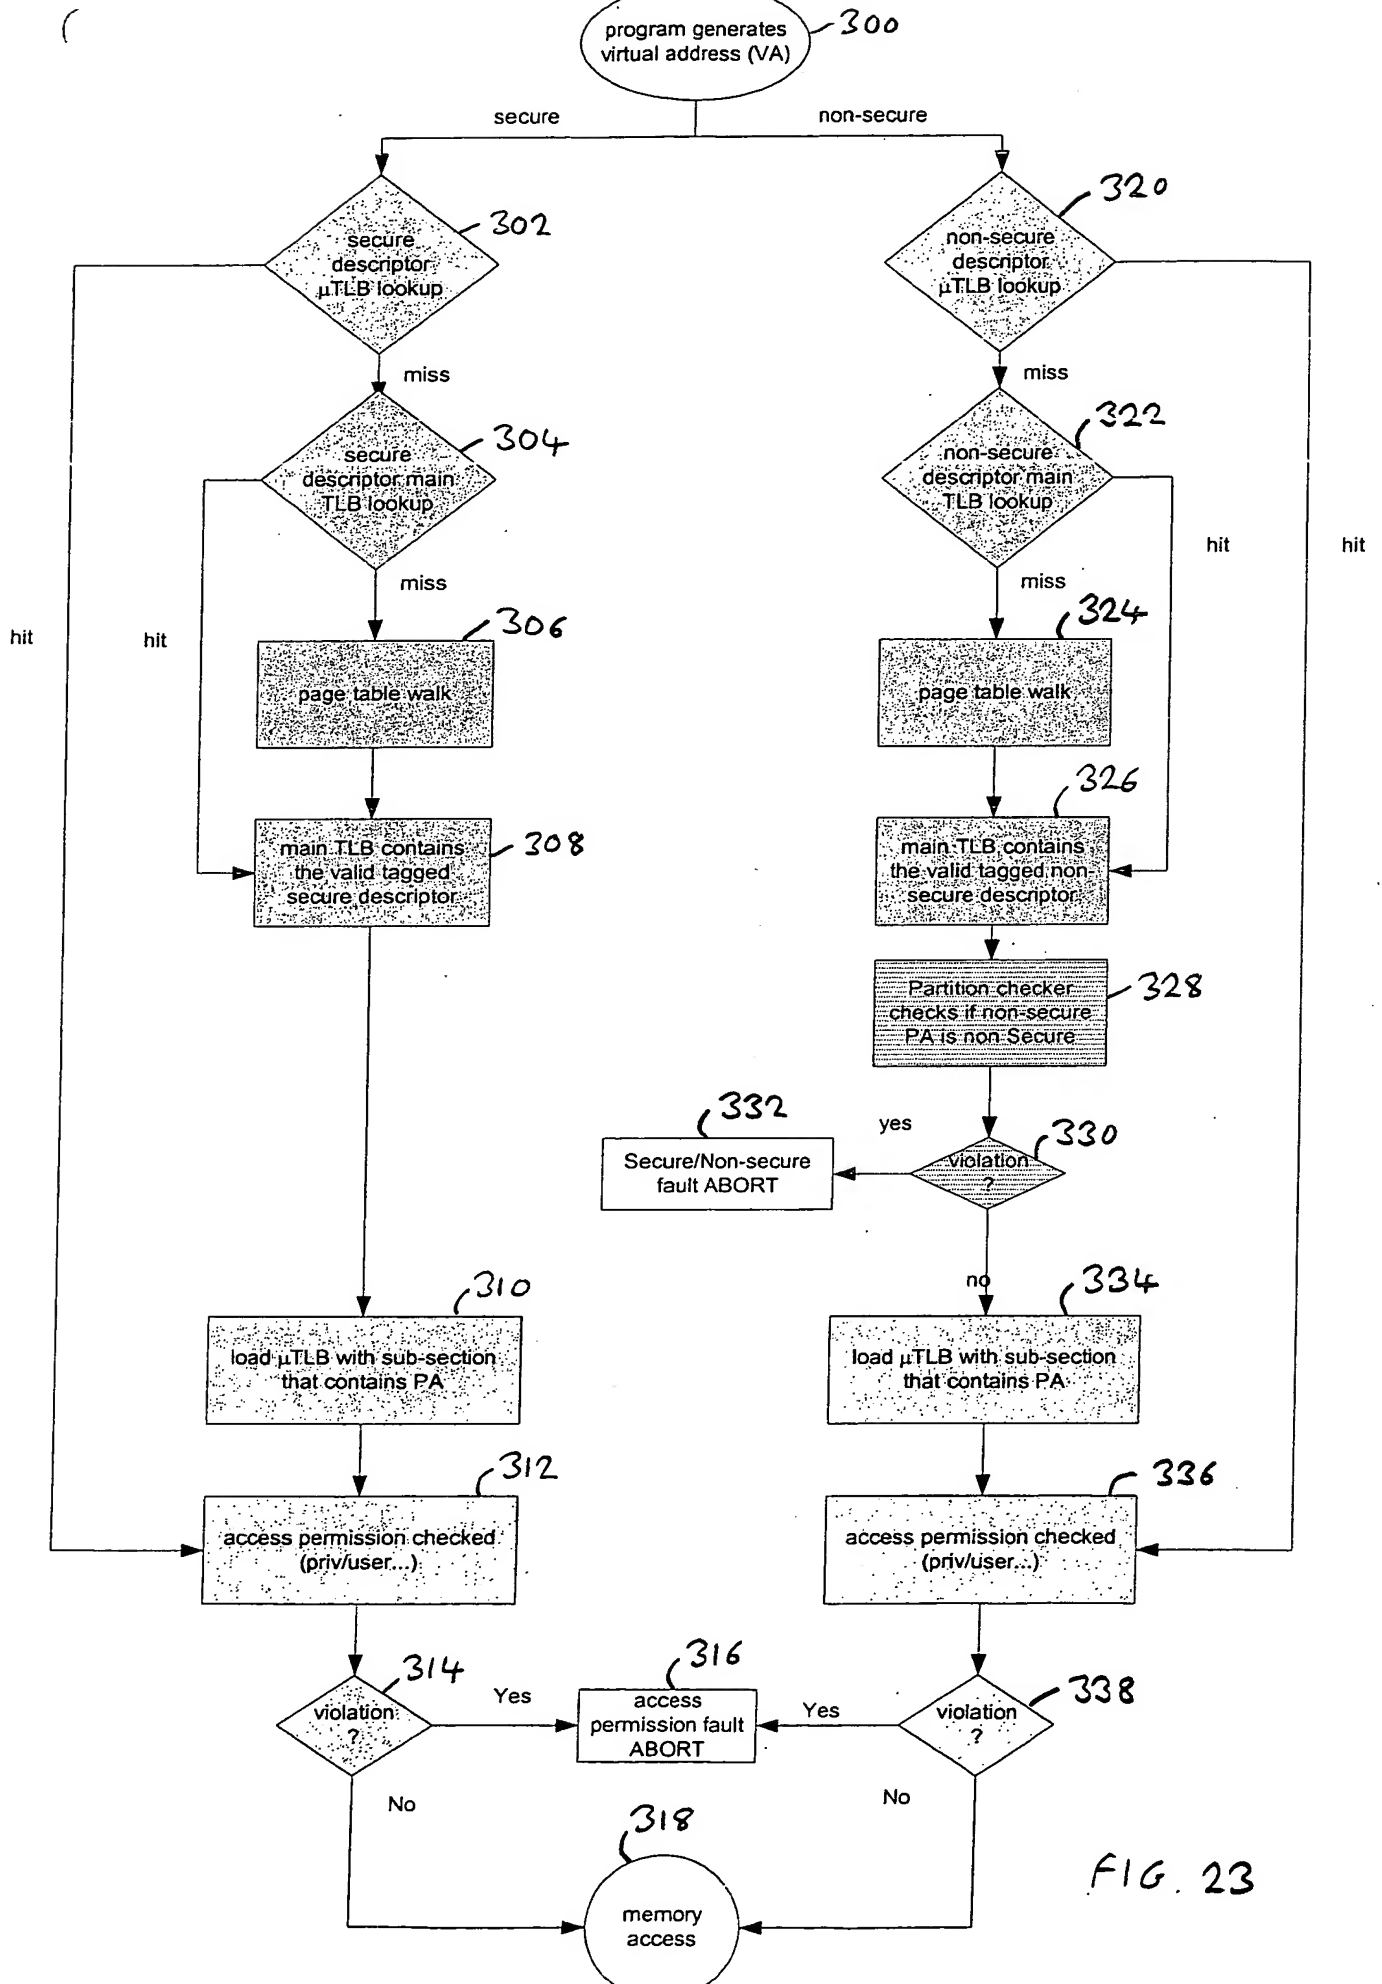 program generates
virtual address (VA)
300
secure
non-secure
secure
descriptor
µTLB lookup
302
non-secure
descriptor
µTLB lookup
320
miss
miss
secure
descriptor main
TLB lookup
304
non-secure
descriptor main
TLB lookup
322
hit
hit
miss
miss
hit
hit
306
page table walk
324
page table walk
main TLB contains
the valid tagged
secure descriptor
308
326
main TLB contains
the valid tagged non-
secure descriptor
Partition checker
checks if non-secure
PA is non Secure
328
332
Secure/Non-secure
fault ABORT
yes
violation
?
330
no
310
load µTLB with sub-section
that contains PA
334
load µTLB with sub-section
that contains PA
312
access permission checked
(priv/user...)
336
access permission checked
(priv/user...)
314
violation
?
Yes
316
access
permission fault
ABORT
Yes
violation
?
338
No
No
318
memory
access
FIG. 23